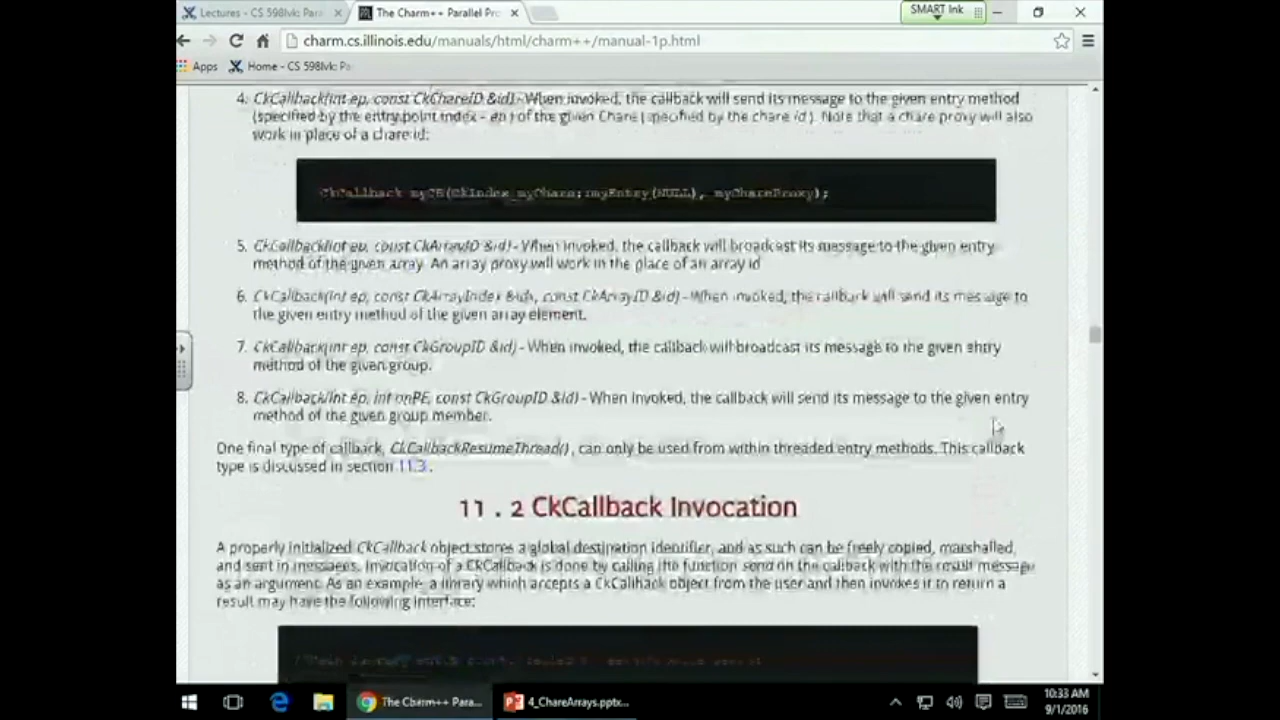 Lectures - CS 598lvk: Par
The Charm++ Parallel Pro
SMART Ink
charm.cs.illinois.edu/manuals/html/charm++/manual-1p.html
Apps
Home - CS 598lvk: Pa
4. CkCallback(int ep, const CkChareID &id) - When invoked, the callback will send its message to the given entry method
(specified by the entry point index - ep) of the given Chare (specified by the chare id). Note that a chare proxy will also
work in place of a chare id:
CkCallback myCB(CkIndex_myChare::myEntry(NULL), myChareProxy);
5. CkCallback(int ep, const CkArrayID &id) - When invoked, the callback will broadcast its message to the given entry
method of the given array. An array proxy will work in the place of an array id
6. CkCallback(int ep, const CkArrayIndex &idx, const CkArrayID &id) - When invoked, the callback will send its message to
the given entry method of the given array element.
7. CkCallback(int ep, const CkGroupID &id) - When invoked, the callback will broadcast its message to the given entry
method of the given group.
8. CkCallback(int ep, int onPE, const CkGroupID &id) - When invoked, the callback will send its message to the given entry
method of the given group member.
One final type of callback, CkCallbackResumeThread(), can only be used from within threaded entry methods. This callback
type is discussed in section 11.3.
11 . 2 CkCallback Invocation
A properly initialized CkCallback object stores a global destination identifier, and as such can be freely copied, marshalled,
and sent in messages. Invocation of a CkCallback is done by calling the function send on the callback with the result message
as an argument. As an example, a library which accepts a CkCallback object from the user and then invokes it to return a
result may have the following interface:
The Charm++ Para...
4_ChareArrays.pptx...
10:33 AM
9/1/2016